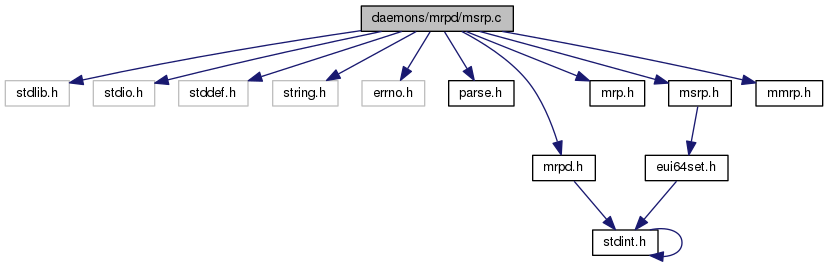 daemons/mrpd/msrp.c
stdlib.h
stdio.h
stddef.h
string.h
errno.h
parse.h
mrp.h
msrp.h
mmrp.h
mrpd.h
eui64set.h
stdint.h